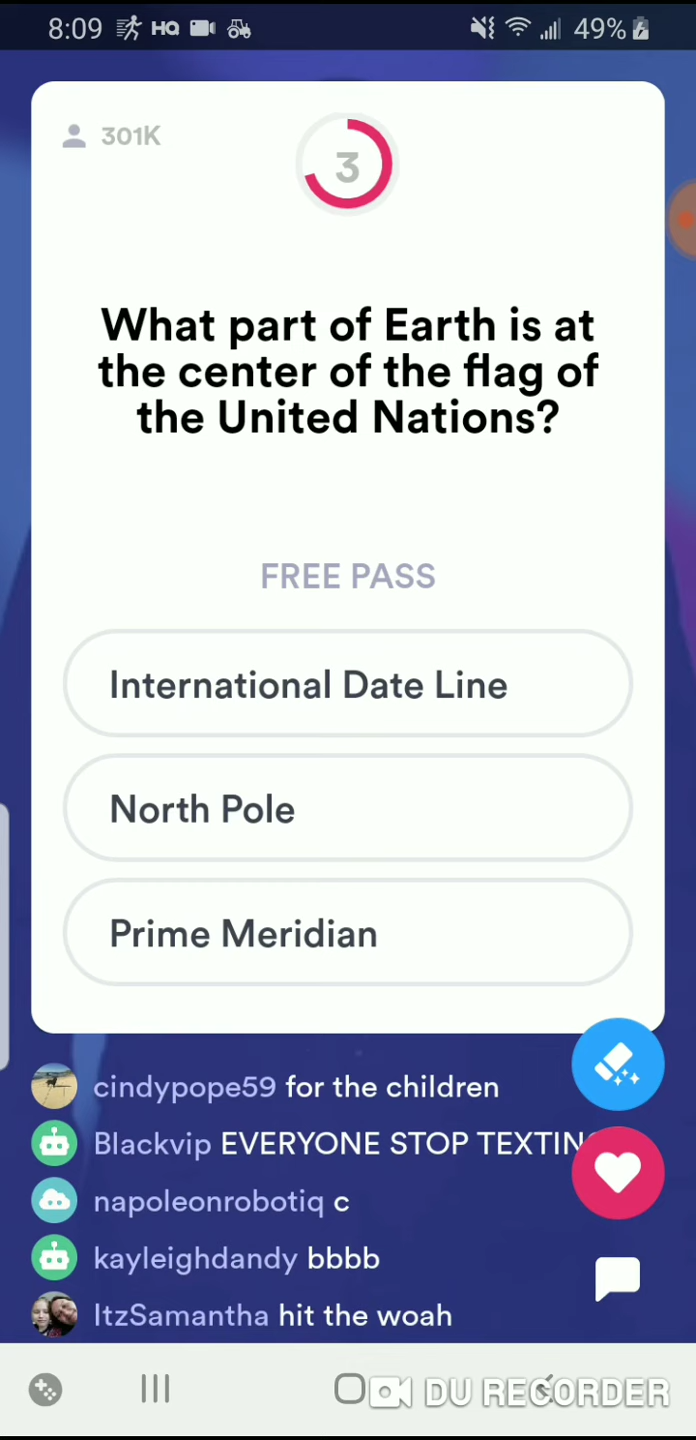 8:09 HQ 49%
301K
3
What part of Earth is at
the center of the flag of
the United Nations?
FREE PASS
International Date Line
North Pole
Prime Meridian
cindypope59 for the children
Blackvip EVERYONE STOP TEXTIN
napoleonrobotiq c
kayleighdandy bbbb
ItzSamantha hit the woah
DU RECORDER